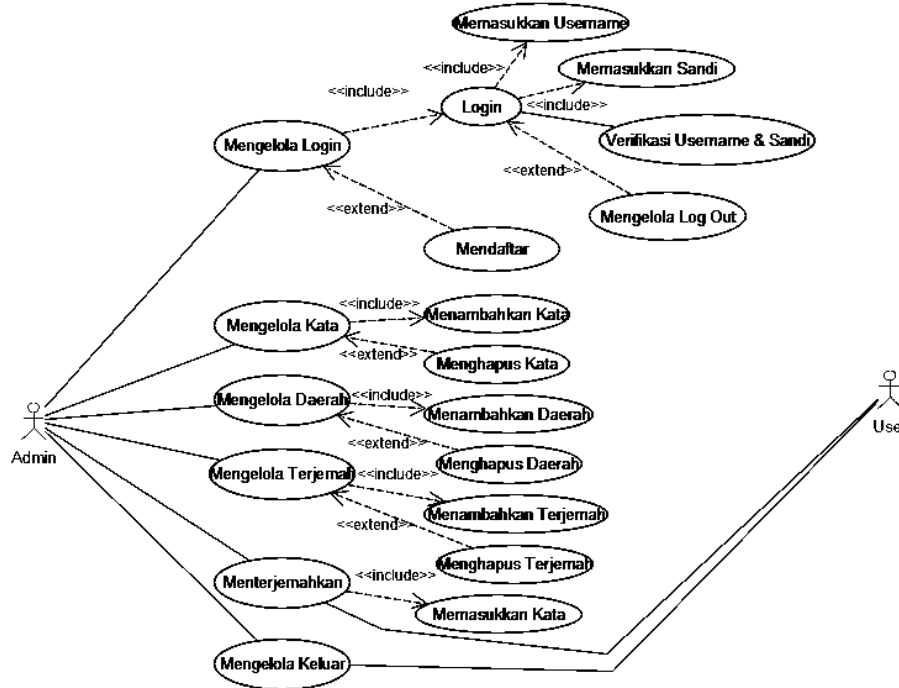 Memasukkan Username
<<include>>
Memasukkan Sandi
<<include>>
Login
<<include>>
Mengelola Login
Verifikasi Username & Sandi
<<extend>>
<<extend>>
Mengelola Log Out
Mendaftar
<<include>>
Mengelola Kata
Menambahkan Kata
<<extend>>
Menghapus Kata
Mengelola Daerah
<<include>>
Menambahkan Daerah
<<extend>>
Menghapus Daerah
Admin
User
Mengelola Terjemah
<<include>>
Menambahkan Terjemah
<<extend>>
Menghapus Terjemah
Menterjemahkan
<<include>>
Memasukkan Kata
Mengelola Keluar